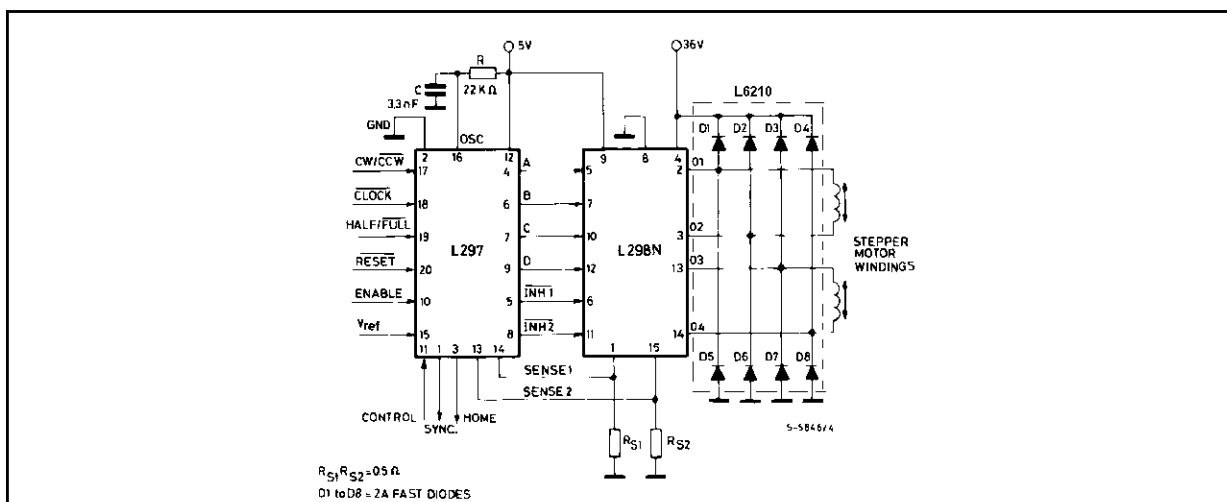 5V
36V
R
22 KΩ
C
3,3nF
L6210
GND
OSC
D1 D2 D3 D4
2 16 12
9 8 4
CW/CCW 17
4 A 5
2 01
CLOCK 18
6 B 7
HALF/FULL 19
7 C 10
3 02
L297
L298N
STEPPER
MOTOR
WINDINGS
RESET 20
9 D 12
13 03
ENABLE 10
5 INH1 6
Vref 15
8 INH2 11
14 04
11 1 3 13 14
1 15
D5 D6 D7 D8
SENSE 1
SENSE 2
CONTROL
SYNC.
HOME
S-5846/4
RS1
RS2
RS1 RS2 = 0.5 Ω
D1 to D8 = 2A FAST DIODES